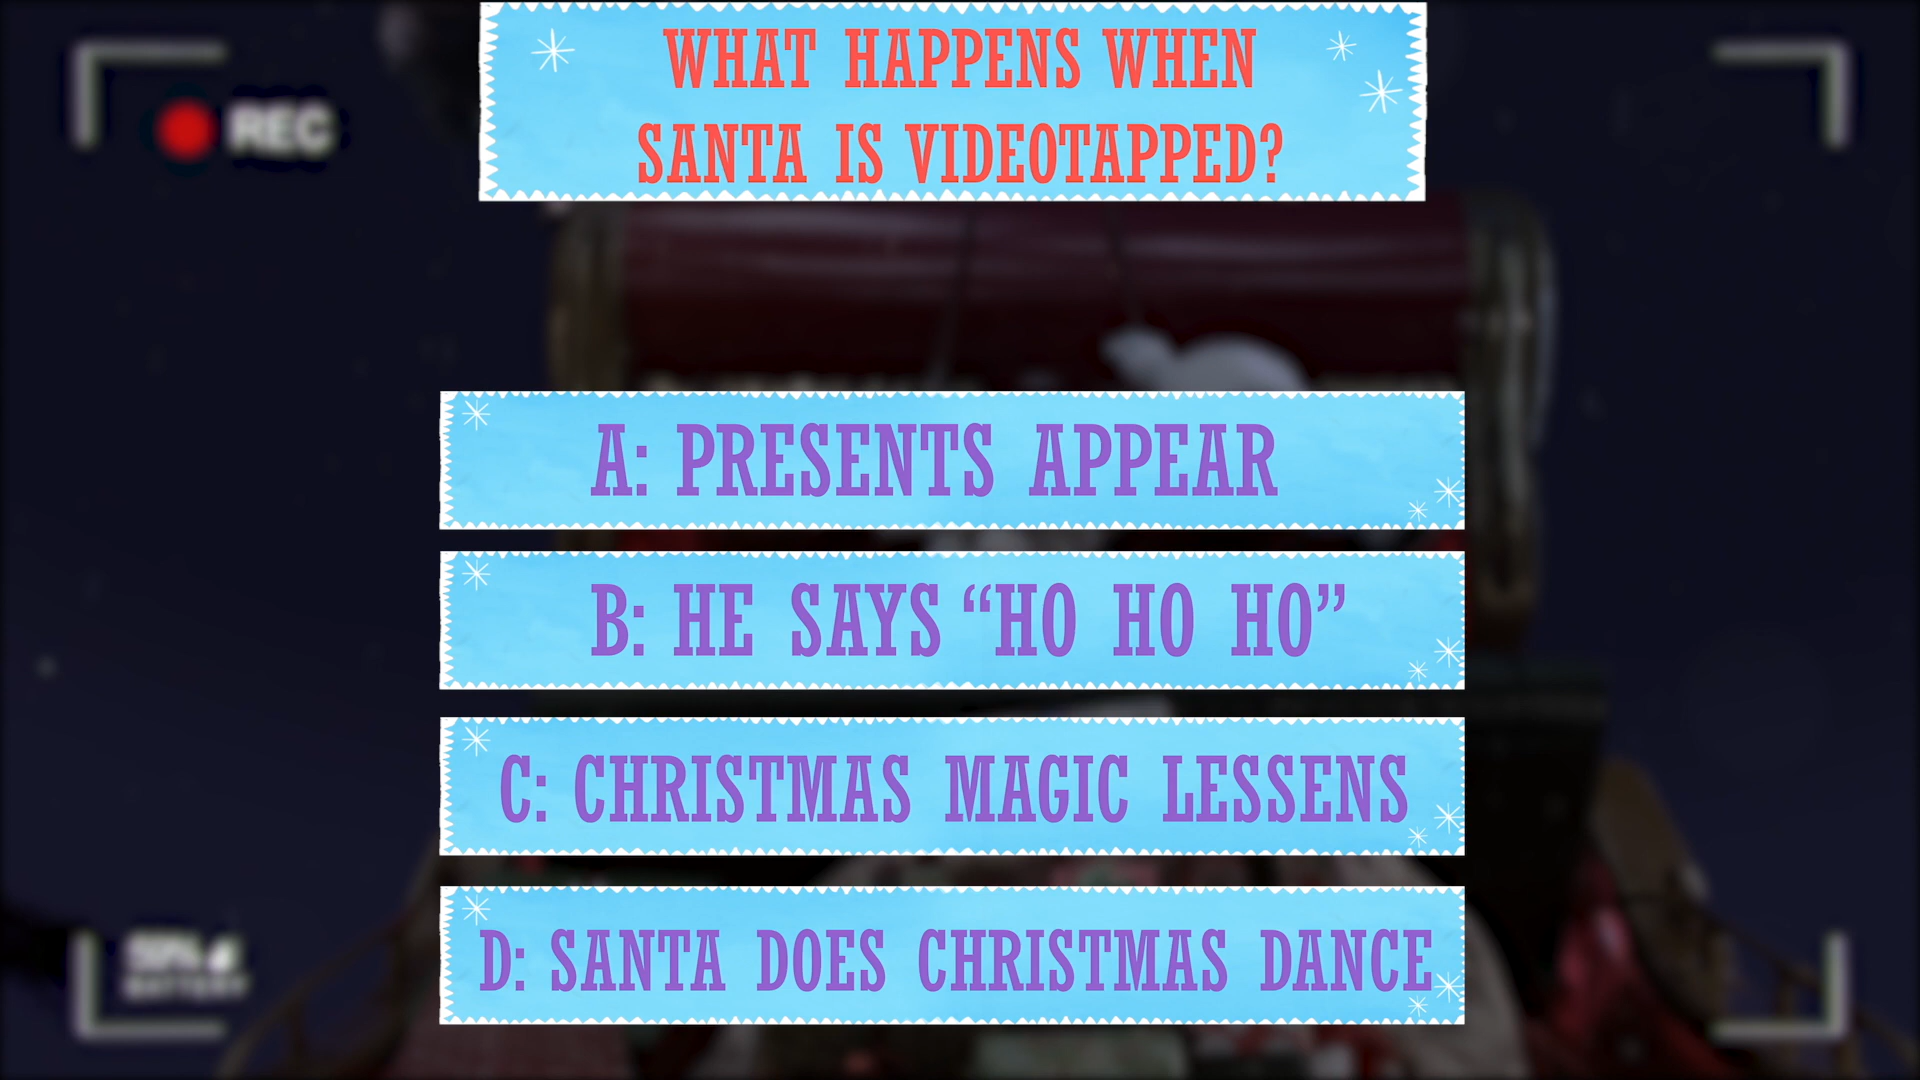 WHAT HAPPENS WHEN
SANTA IS VIDEOTAPPED?
REC
A: PRESENTS APPEAR
B: HE SAYS “HO HO HO”
C: CHRISTMAS MAGIC LESSENS
D: SANTA DOES CHRISTMAS DANCE